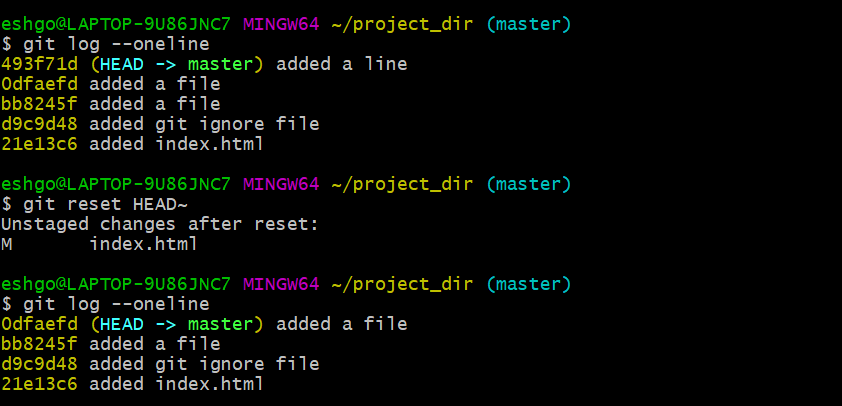 eshgo@LAPTOP-9U86JNC7 MINGW64 ~/project_dir (master)
$ git log --oneline
493f71d (HEAD -> master) added a line
0dfaefd added a file
bb8245f added a file
d9c9d48 added git ignore file
21e13c6 added index.html
eshgo@LAPTOP-9U86JNC7 MINGW64 ~/project_dir (master)
$ git reset HEAD~
Unstaged changes after reset:
M       index.html
eshgo@LAPTOP-9U86JNC7 MINGW64 ~/project_dir (master)
$ git log --oneline
0dfaefd (HEAD -> master) added a file
bb8245f added a file
d9c9d48 added git ignore file
21e13c6 added index.html